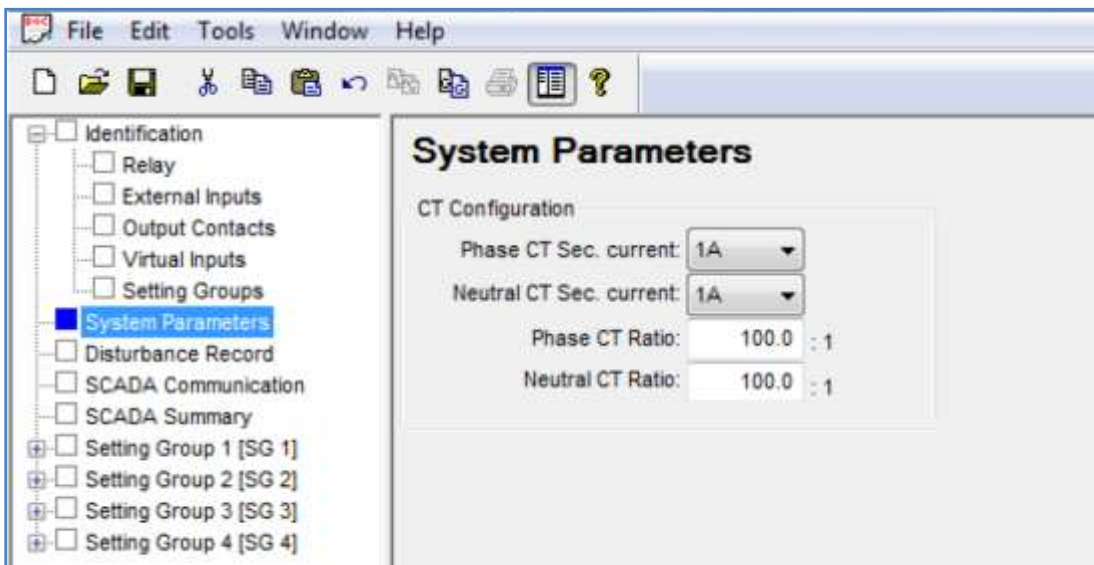 File Edit Tools Window Help
Identification
Relay
External Inputs
Output Contacts
Virtual Inputs
Setting Groups
System Parameters
Disturbance Record
SCADA Communication
SCADA Summary
Setting Group 1 [SG 1]
Setting Group 2 [SG 2]
Setting Group 3 [SG 3]
Setting Group 4 [SG 4]
System Parameters
CT Configuration
Phase CT Sec. current: 1A
Neutral CT Sec. current: 1A
Phase CT Ratio: 100.0 : 1
Neutral CT Ratio: 100.0 : 1